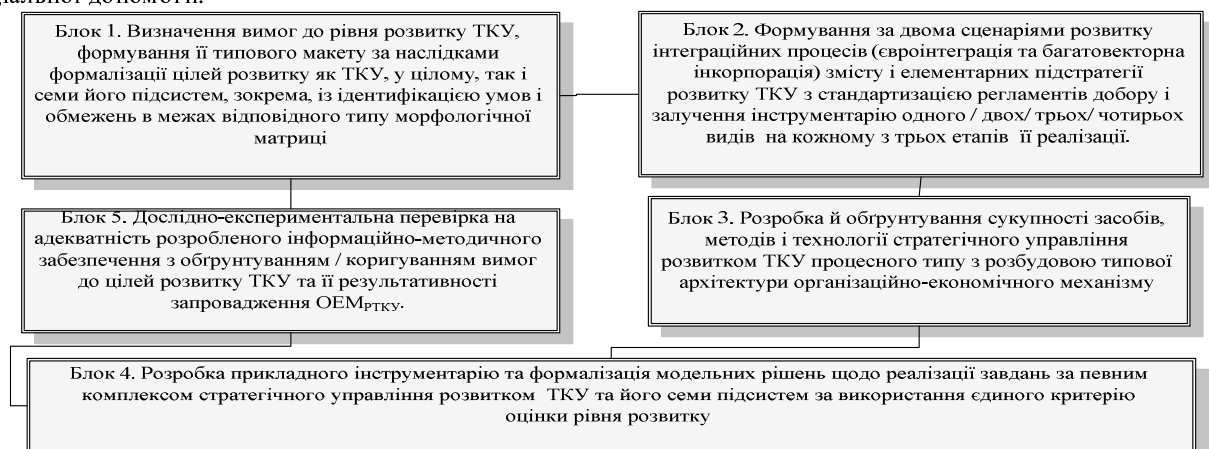 Блок 1. Визначення вимог до рівня розвитку ТКУ,
формування її типового макету за наслідками
формалізації цілей розвитку як ТКУ, у цілому, так і
семи його підсистем, зокрема, із ідентифікацією умов і
обмежень в межах відповідного типу морфологічної
матриці
Блок 2. Формування за двома сценаріями розвитку
інтеграційних процесів (євроінтеграція та багатовекторна
інкорпорація) змісту і елементарних підстратегії
розвитку ТКУ з стандартизацією регламентів добору і
залучення інструментарію одного / двох/ трьох/ чотирьох
видів на кожному з трьох етапів її реалізації.
Блок 5. Дослідно-експериментальна перевірка на
адекватність розробленого інформаційно-методичного
забезпечення з обґрунтуванням / коригуванням вимог
до цілей розвитку ТКУ та її результативності
запровадження ОЕМРТКУ.
Блок 3. Розробка й обґрунтування сукупності засобів,
методів і технології стратегічного управління
розвитком ТКУ процесного типу з розбудовою типової
архітектури організаційно-економічного механізму
Блок 4. Розробка прикладного інструментарію та формалізація модельних рішень щодо реалізації завдань за певним
комплексом стратегічного управління розвитком ТКУ та його семи підсистем за використання єдиного критерію
оцінки рівня розвитку